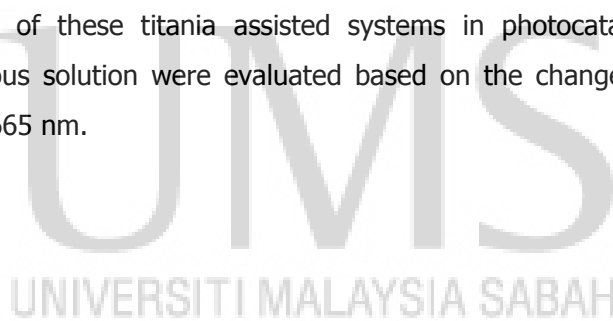 of these titania assisted systems in photocata
ous solution were evaluated based on the change
65 nm.
UMS
UNIVERSITI MALAYSIA SABAH